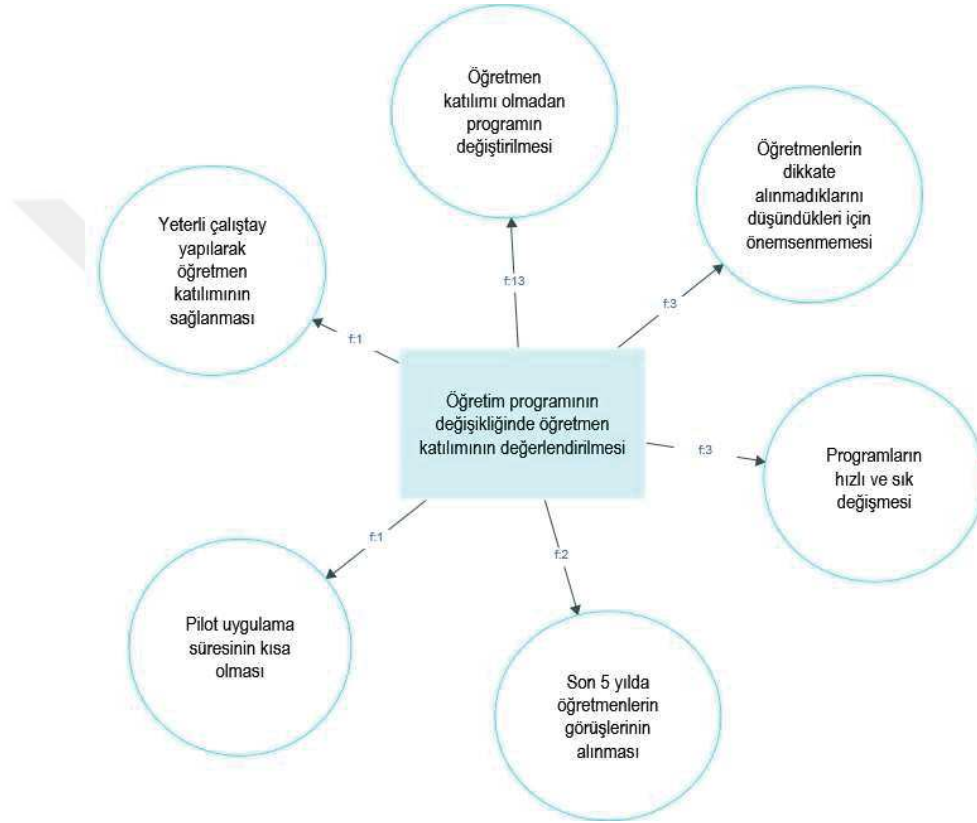 Öğretmen
katılımı olmadan
programın
değiştirilmesi
Öğretmenlerin
dikkate
alınmadıklarını
düşündükleri için
önemsenmemesi
Yeterli çalıştay
yapılarak
öğretmen
katılımının
sağlanması
f:13
f:3
f:1
Öğretim programının
değişikliğinde öğretmen
katılımının değerlendirilmesi
f:3
Programların
hızlı ve sık
değişmesi
f:1
f:2
Pilot uygulama
süresinin kısa
olması
Son 5 yılda
öğretmenlerin
görüşlerinin
alınması